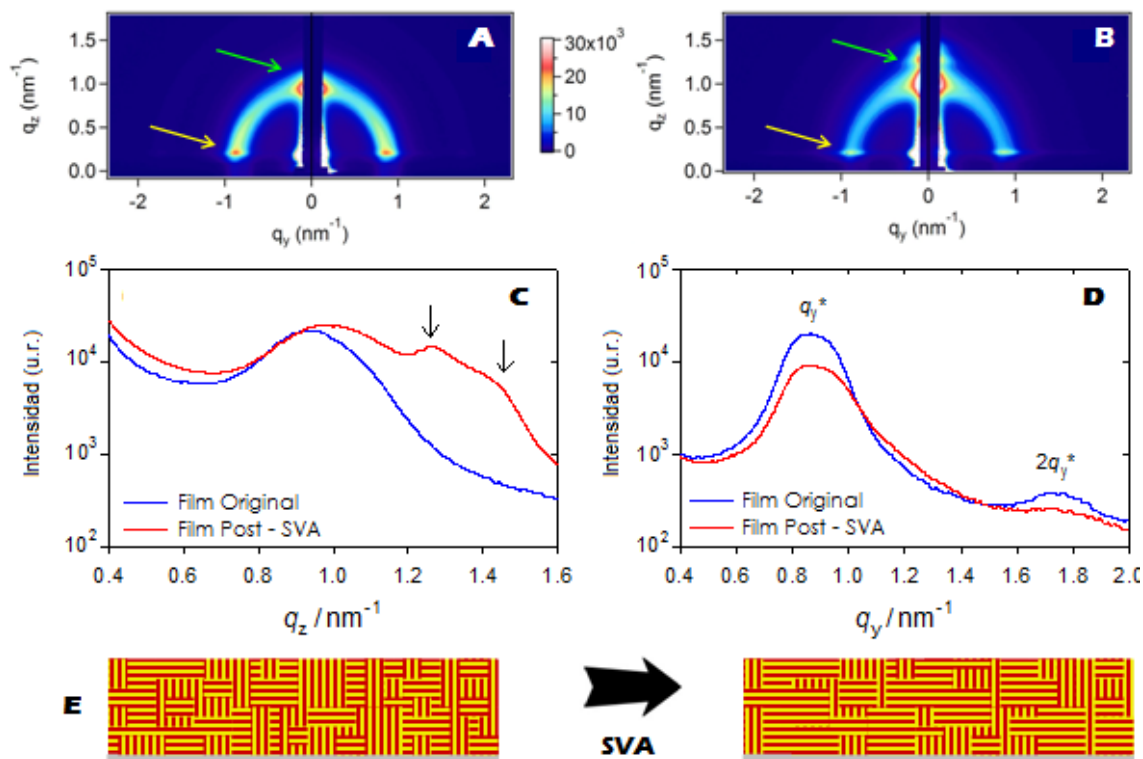 A
1.5
1.0
0.5
0.0
q_z (nm⁻¹)
-2
-1
0
1
2
q_y (nm⁻¹)
30x10³
20
10
0
B
1.5
1.0
0.5
0.0
q_z (nm⁻¹)
-2
-1
0
1
2
q_y (nm⁻¹)
C
10⁵
10⁴
10³
10²
Intensidad (u.r.)
Film Original
Film Post - SVA
0.4
0.6
0.8
1.0
1.2
1.4
1.6
q_z / nm⁻¹
D
10⁵
10⁴
10³
10²
Intensidad (u.r.)
q_y*
2q_y*
Film Original
Film Post - SVA
0.4
0.6
0.8
1.0
1.2
1.4
1.6
1.8
2.0
q_y / nm⁻¹
E
SVA